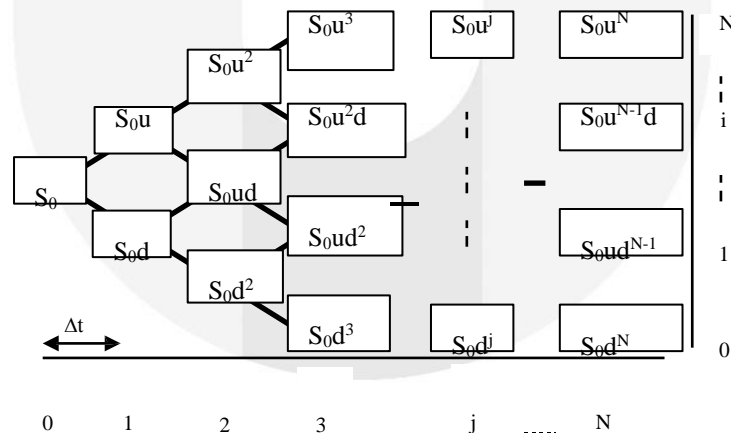 S₀u³ S₀uʲ S₀uᴺ N
S₀u²
S₀u S₀u²d S₀uᴺ⁻¹d i
S₀ S₀ud
S₀d S₀ud² S₀udᴺ⁻¹ 1
S₀d²
Δt S₀d³ S₀dʲ S₀dᴺ 0
0 1 2 3 j N